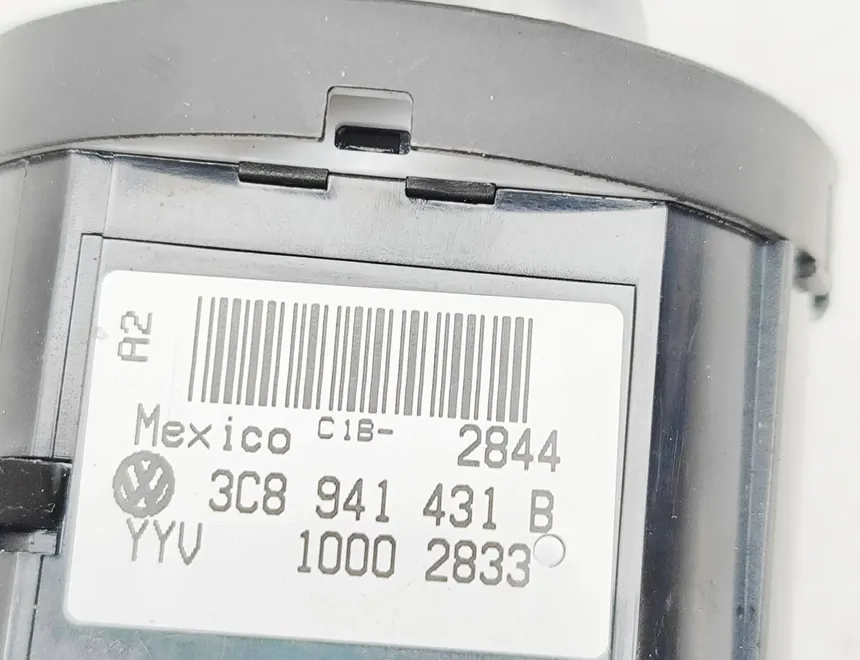 A2
Mexico C1B- 2844
3C8 941 431 B
YYV 1000 2833